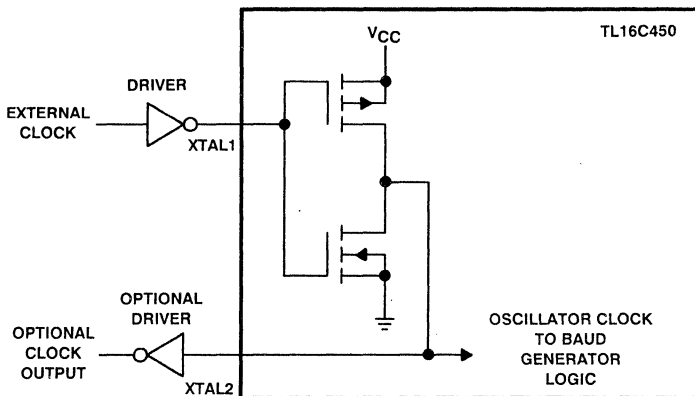 TL16C450
VCC
DRIVER
EXTERNAL
CLOCK
XTAL1
OPTIONAL
DRIVER
OPTIONAL
CLOCK
OUTPUT
XTAL2
OSCILLATOR CLOCK
TO BAUD
GENERATOR
LOGIC